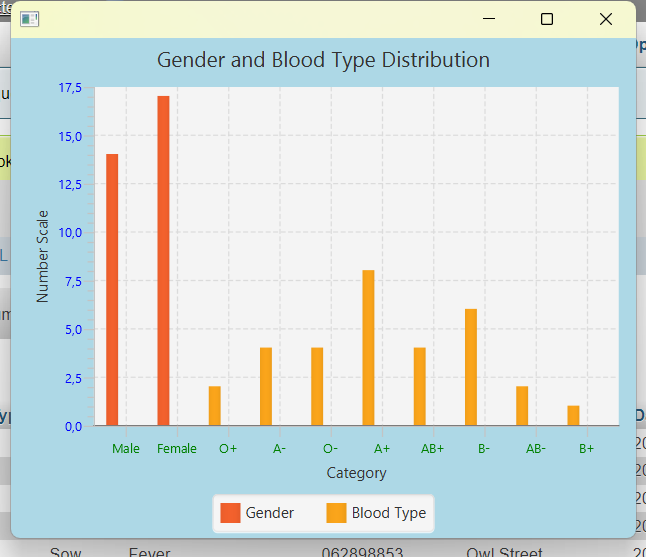 Gender and Blood Type Distribution
17,5
15,0
12,5
10,0
7,5
5,0
2,5
0,0
Number Scale
Male Female O+ A- O- A+ AB+ B- AB- B+
Category
Gender Blood Type
Sow Fever 062898853 Owl Street